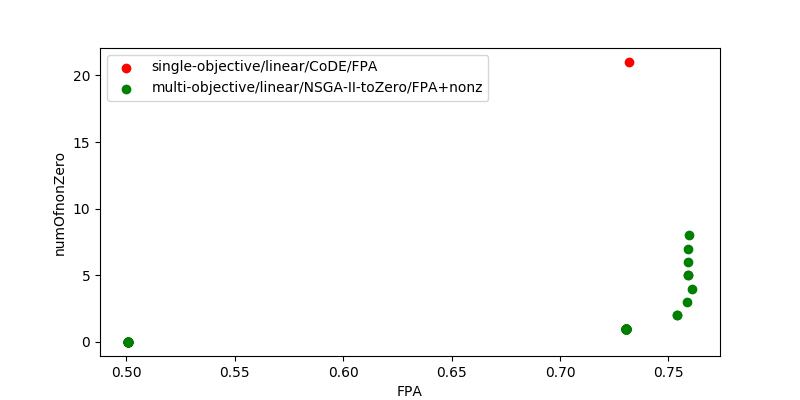 single-objective/linear/CoDE/FPA
multi-objective/linear/NSGA-II-toZero/FPA+nonz
20
15
10
5
0
numOfnonZero
0.50 0.55 0.60 0.65 0.70 0.75
FPA